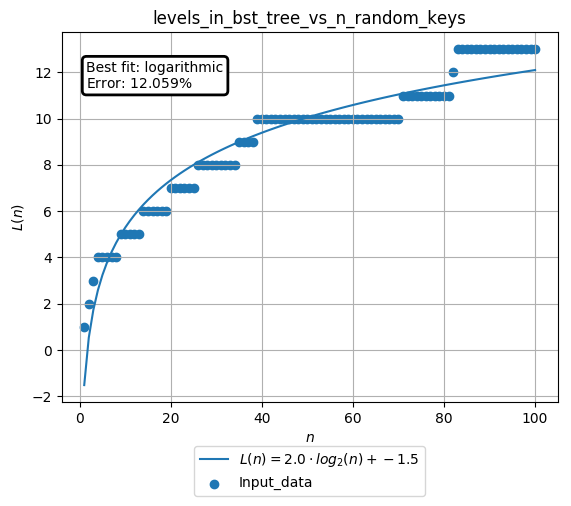 levels_in_bst_tree_vs_n_random_keys
Best fit: logarithmic
Error: 12.059%
12
10
8
6
4
2
0
−2
L(n)
0 20 40 60 80 100
n
L(n) = 2.0 · log₂(n) + −1.5
Input_data